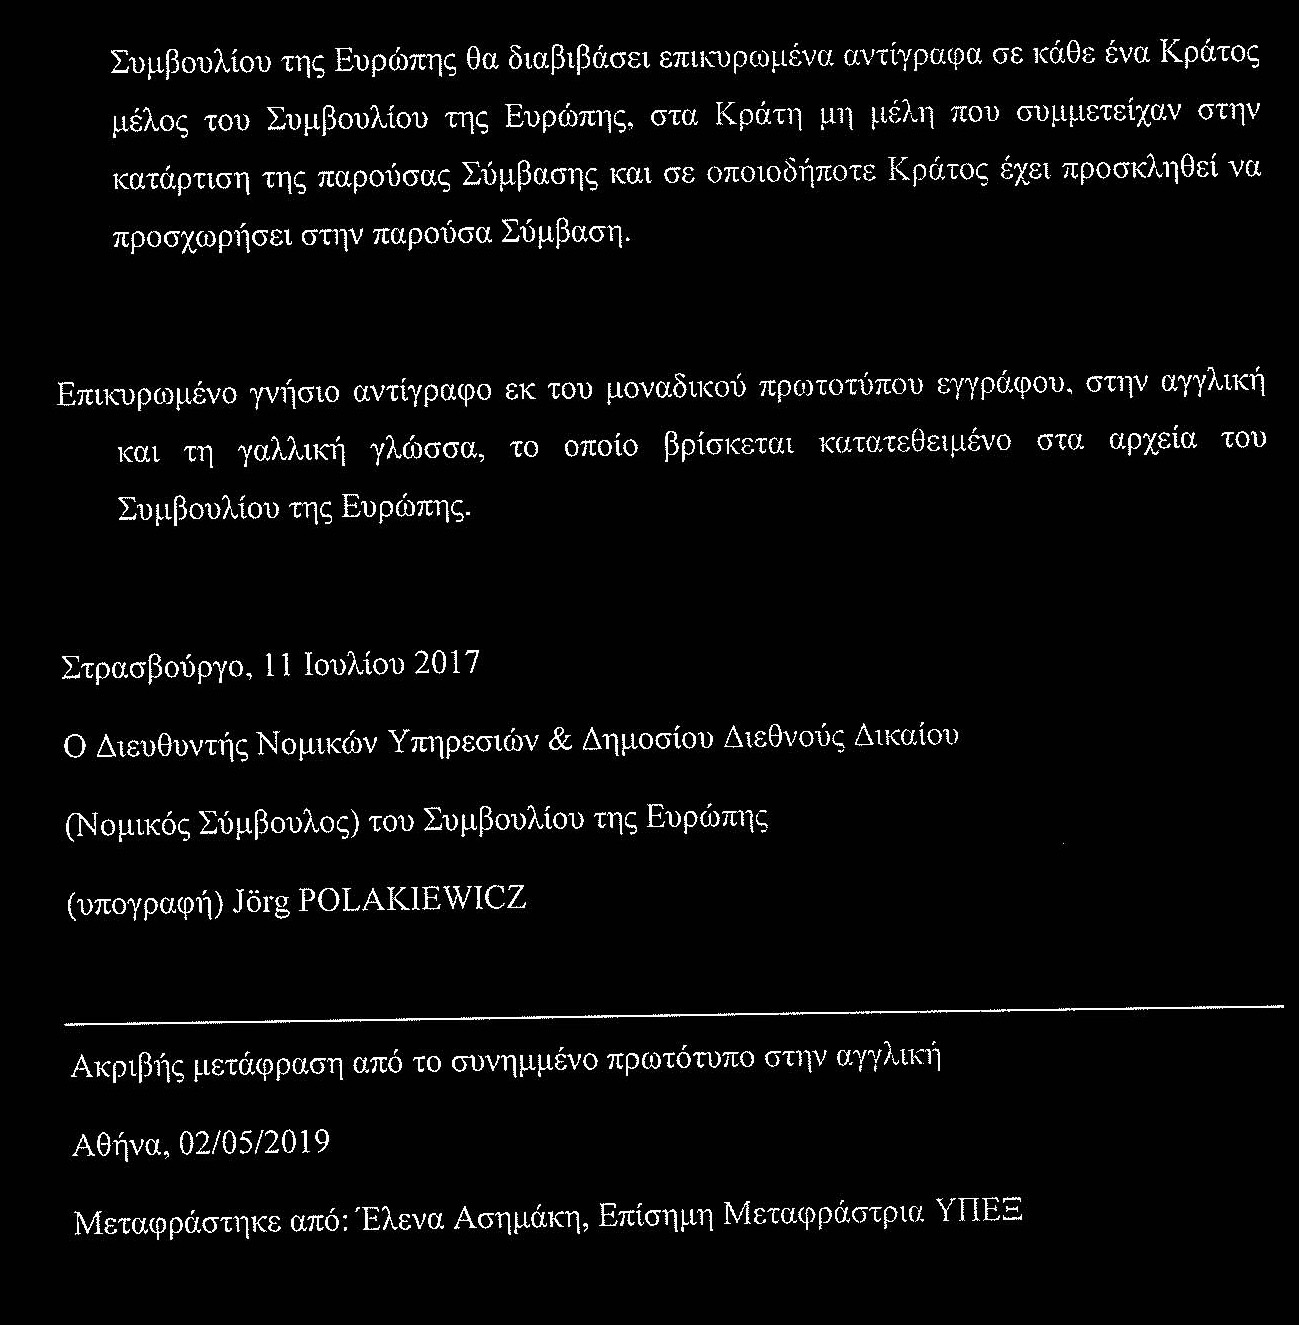 Συμβουλίου της Ευρώπης θα διαβιβάσει επικυρωμένα αντίγραφα σε κάθε ένα Κράτος
μέλος του Συμβουλίου της Ευρώπης, στα Κράτη μη μέλη που συμμετείχαν στην
κατάρτιση της παρούσας Σύμβασης και σε οποιοδήποτε Κράτος έχει προσκληθεί να
προσχωρήσει στην παρούσα Σύμβαση.
Επικυρωμένο γνήσιο αντίγραφο εκ του μοναδικού πρωτοτύπου εγγράφου, στην αγγλική
και τη γαλλική γλώσσα, το οποίο βρίσκεται κατατεθειμένο στα αρχεία του
Συμβουλίου της Ευρώπης.
Στρασβούργο, 11 Ιουλίου 2017
Ο Διευθυντής Νομικών Υπηρεσιών & Δημοσίου Διεθνούς Δικαίου
(Νομικός Σύμβουλος) του Συμβουλίου της Ευρώπης
(υπογραφή) Jörg POLAKIEWICZ
Ακριβής μετάφραση από το συνημμένο πρωτότυπο στην αγγλική
Αθήνα, 02/05/2019
Μεταφράστηκε από: Έλενα Ασημάκη, Επίσημη Μεταφράστρια ΥΠΕΞ